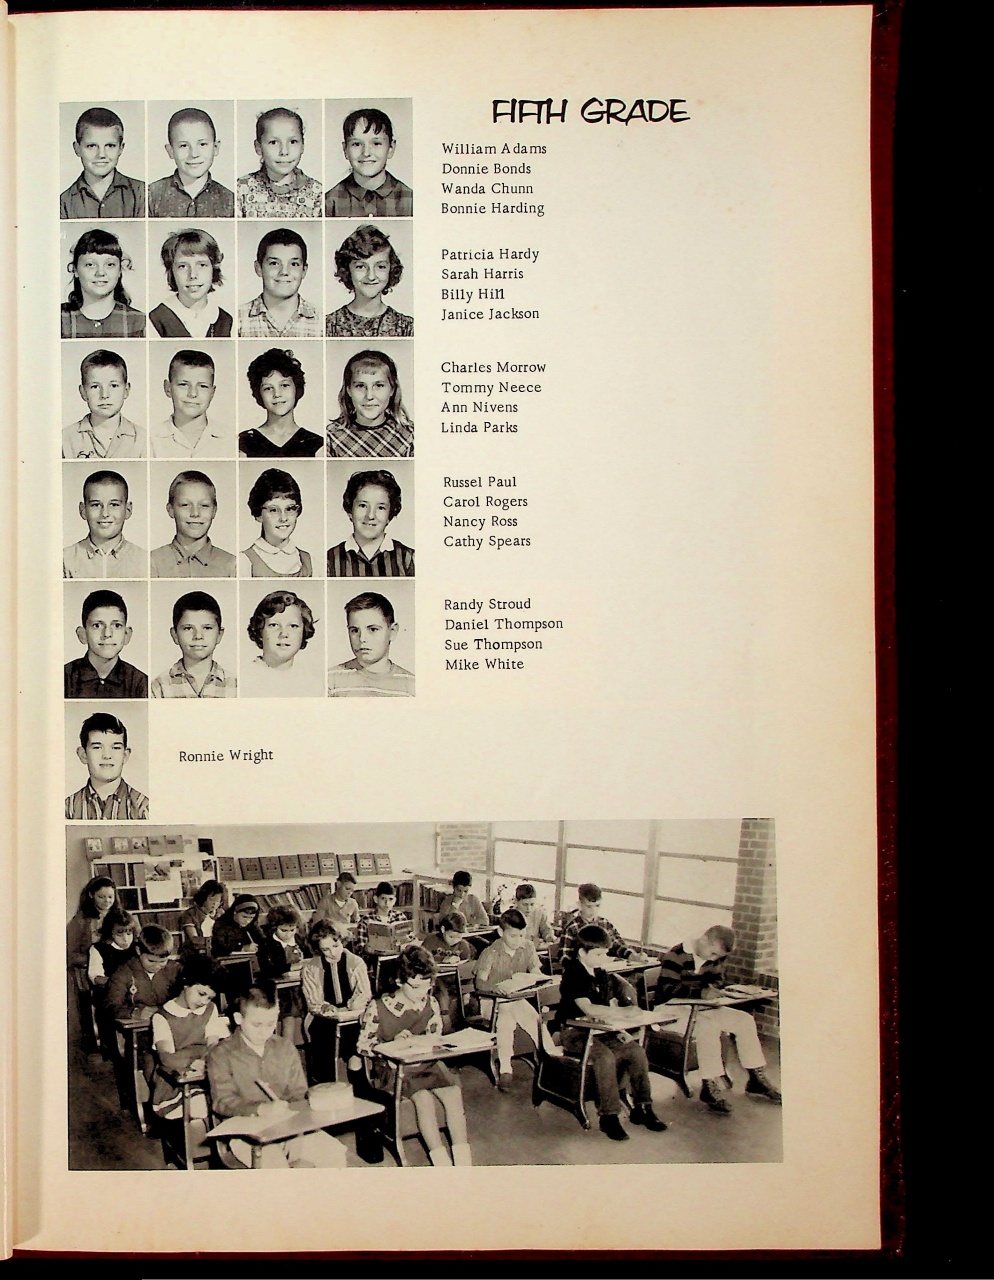 FIFTH GRADE
William Adams
Donnie Bonds
Wanda Chunn
Bonnie Harding
Patricia Hardy
Sarah Harris
Billy Hill
Janice Jackson
Charles Morrow
Tommy Neece
Ann Nivens
Linda Parks
Russel Paul
Carol Rogers
Nancy Ross
Cathy Spears
Randy Stroud
Daniel Thompson
Sue Thompson
Mike White
Ronnie Wright